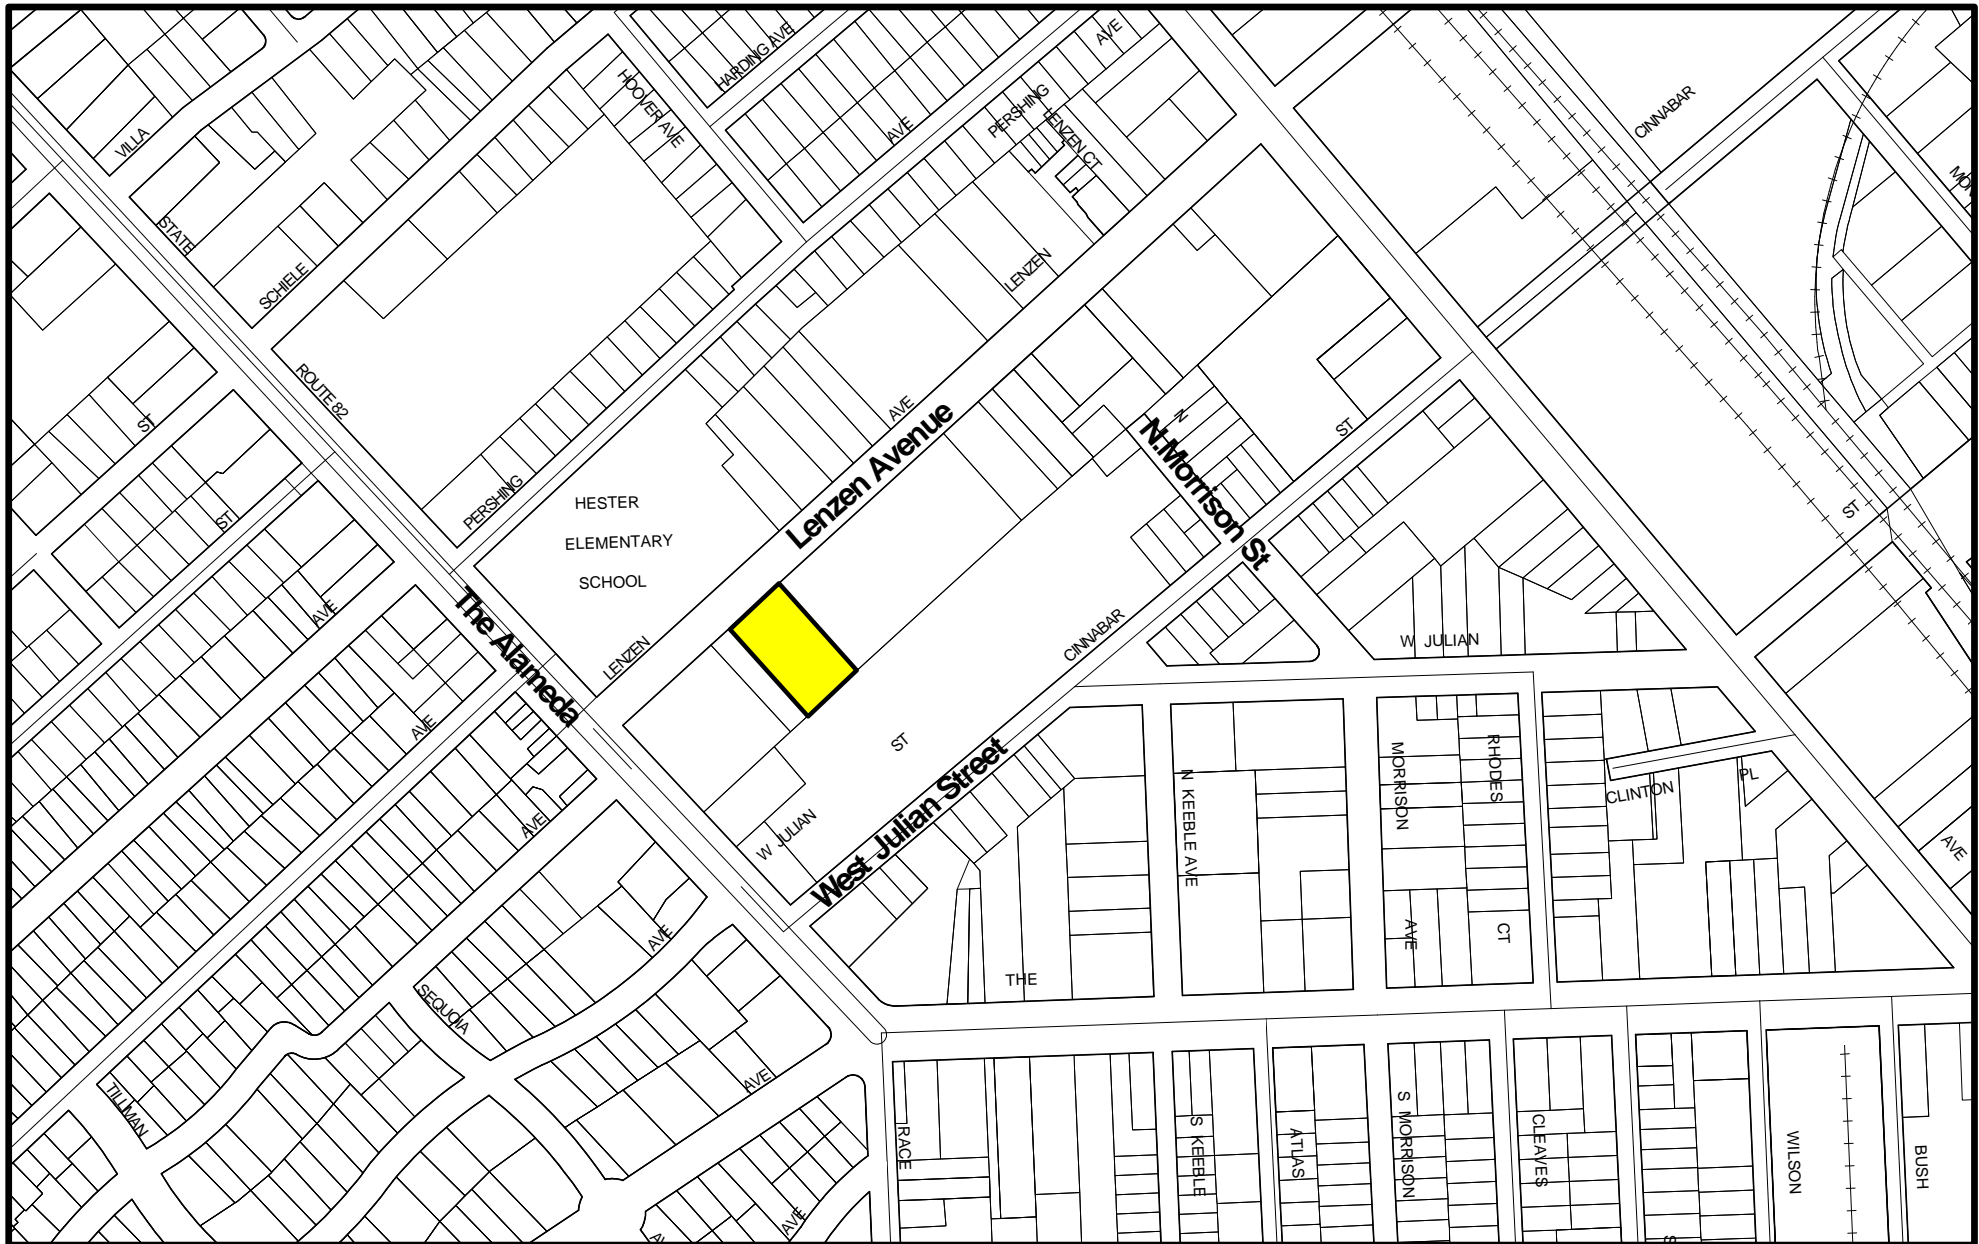 HARDING AVE
AVE
HOOVER AVE
PERSHING
LENZEN CT
AVE
CINNABAR
VILLA
STATE
SCHIELE
LENZEN
ROUTE 82
ST
AVE
N
ST
Lenzen Avenue
N.Morrison St
PERSHING
HESTER
ELEMENTARY
SCHOOL
ST
ST
The Alameda
AVE
LENZEN
CINNABAR
W JULIAN
AVE
ST
West Julian Street
W JULIAN
N KEEBLE AVE
MORRISON
AVE
RHODES
CT
CLINTON
PL
AVE
AVE
AVE
THE
SEQUOIA
TILLMAN
AVE
AVE
RACE
S KEEBLE
ATLAS
S MORRISON
CLEAVES
WILSON
BUSH